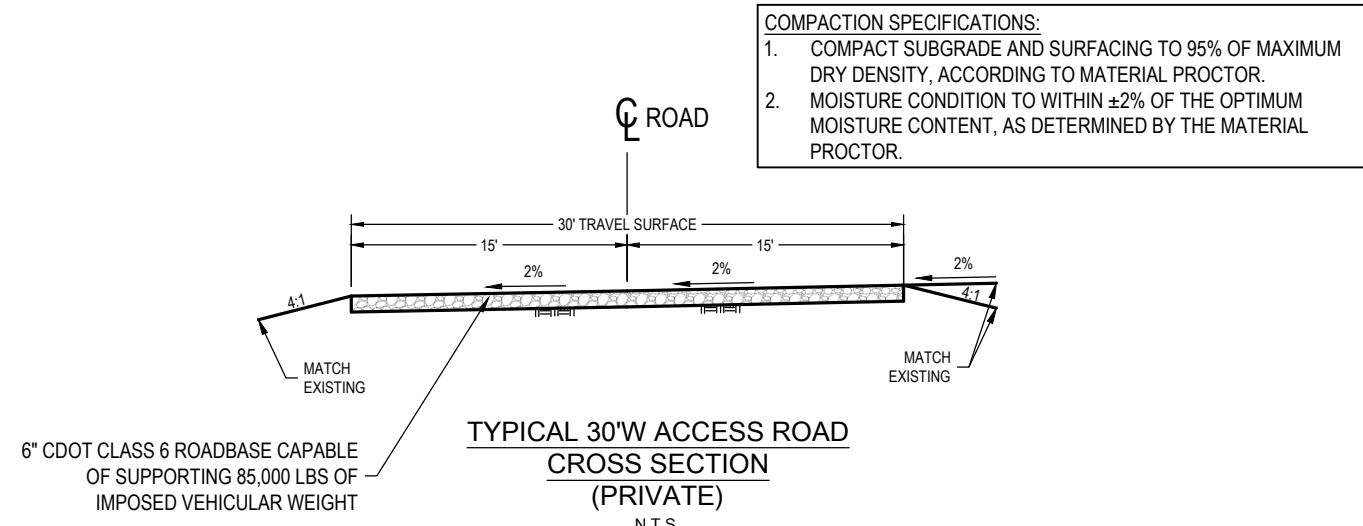 COMPACTION SPECIFICATIONS:
1. COMPACT SUBGRADE AND SURFACING TO 95% OF MAXIMUM
DRY DENSITY, ACCORDING TO MATERIAL PROCTOR.
2. MOISTURE CONDITION TO WITHIN ±2% OF THE OPTIMUM
MOISTURE CONTENT, AS DETERMINED BY THE MATERIAL
PROCTOR.
℄ ROAD
30' TRAVEL SURFACE
15'
15'
2%
2%
2%
4:1
4:1
MATCH
EXISTING
MATCH
EXISTING
6" CDOT CLASS 6 ROADBASE CAPABLE
OF SUPPORTING 85,000 LBS OF
IMPOSED VEHICULAR WEIGHT
TYPICAL 30'W ACCESS ROAD
CROSS SECTION
(PRIVATE)
N.T.S.